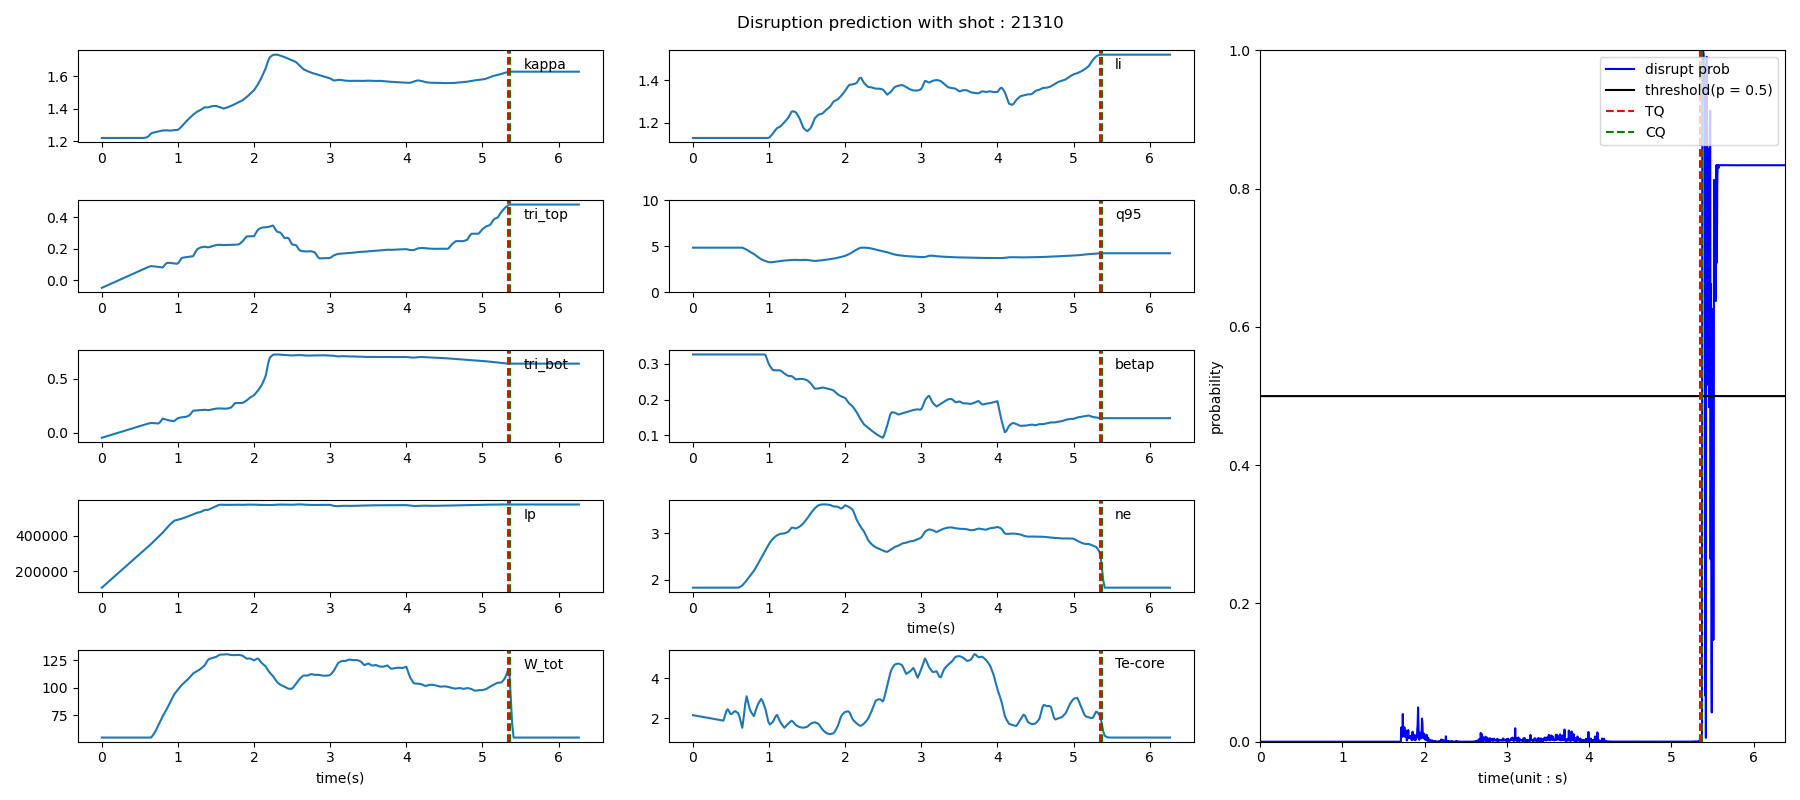 Disruption prediction with shot : 21310
kappa
1.6
1.4
1.2
0 1 2 3 4 5 6
li
1.4
1.2
0 1 2 3 4 5 6
tri_top
0.4
0.2
0.0
0 1 2 3 4 5 6
q95
10
5
0
0 1 2 3 4 5 6
tri_bot
0.5
0.0
0 1 2 3 4 5 6
betap
0.3
0.2
0.1
0 1 2 3 4 5 6
Ip
400000
200000
0 1 2 3 4 5 6
ne
3
2
0 1 2 3 4 5 6
time(s)
W_tot
125
100
75
0 1 2 3 4 5 6
time(s)
Te-core
4
2
0 1 2 3 4 5 6
disrupt prob
threshold(p = 0.5)
TQ
CQ
probability
1.0
0.8
0.6
0.4
0.2
0.0
0 1 2 3 4 5 6
time(unit : s)